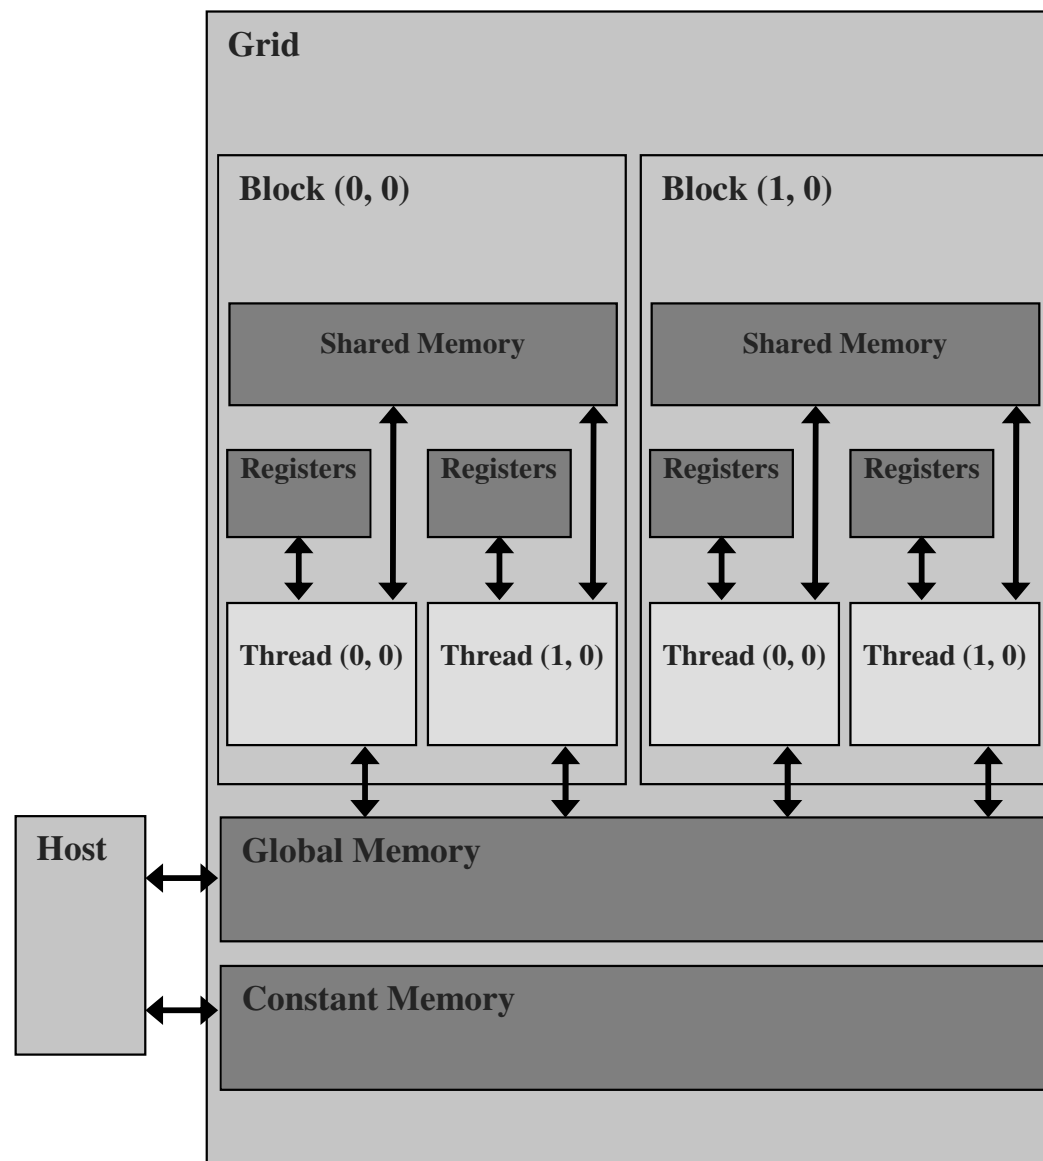 Grid
Block (0, 0)
Block (1, 0)
Shared Memory
Shared Memory
Registers
Registers
Registers
Registers
Thread (0, 0)
Thread (1, 0)
Thread (0, 0)
Thread (1, 0)
Host
Global Memory
Constant Memory